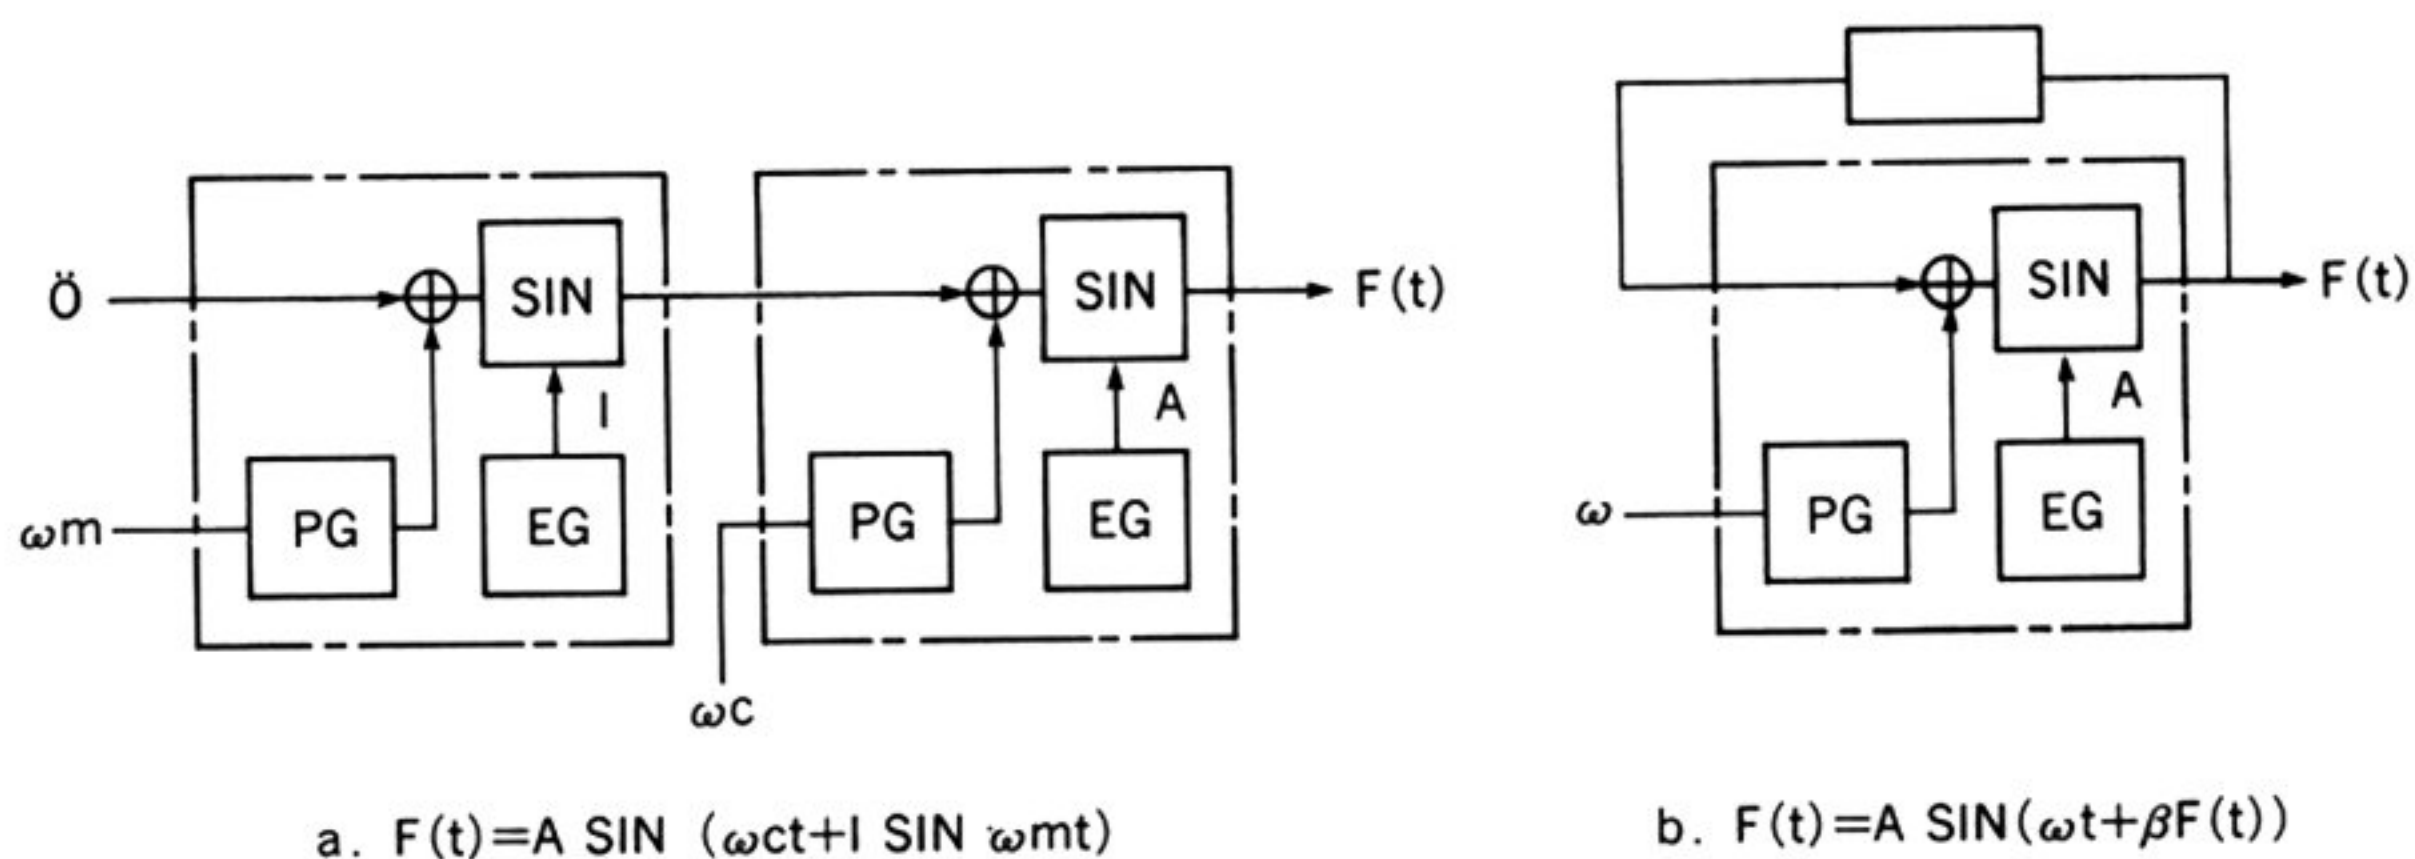 Ö
SIN
I
PG
EG
ωm
SIN
F(t)
A
PG
EG
ωc
SIN
F(t)
A
PG
EG
ω
a. F(t)=A SIN (ωct+I SIN ωmt)
b. F(t)=A SIN(ωt+βF(t))